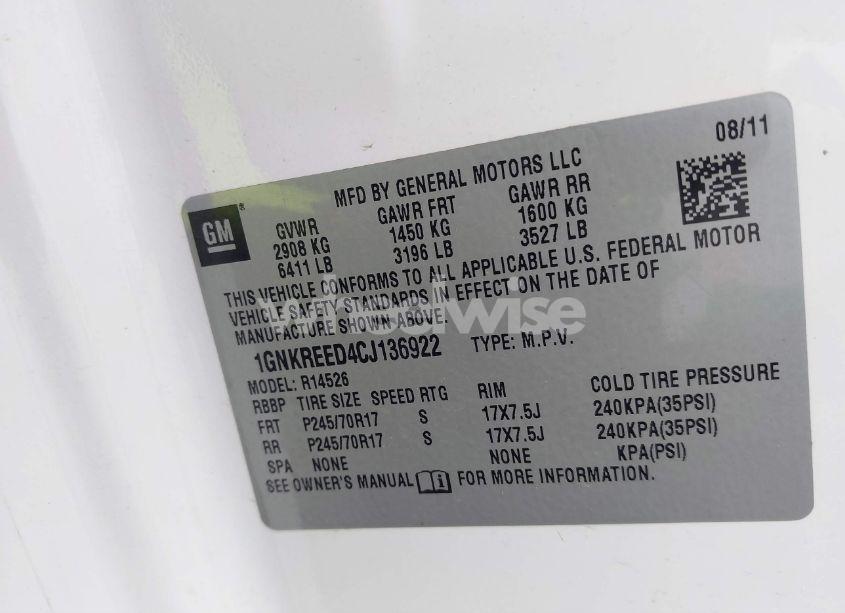 08/11
MFD BY GENERAL MOTORS LLC
GM®
GVWR GAWR FRT GAWR RR
2908 KG 1450 KG 1600 KG
6411 LB 3196 LB 3527 LB
THIS VEHICLE CONFORMS TO ALL APPLICABLE U.S. FEDERAL MOTOR
VEHICLE SAFETY STANDARDS IN EFFECT ON THE DATE OF
MANUFACTURE SHOWN ABOVE.
1GNKREED4CJ136922 TYPE: M.P.V.
MODEL: R14526
RBBP TIRE SIZE SPEED RTG RIM COLD TIRE PRESSURE
FRT P245/70R17 S 17X7.5J 240KPA(35PSI)
RR P245/70R17 S 17X7.5J 240KPA(35PSI)
SPA NONE NONE KPA(PSI)
SEE OWNER'S MANUAL FOR MORE INFORMATION.